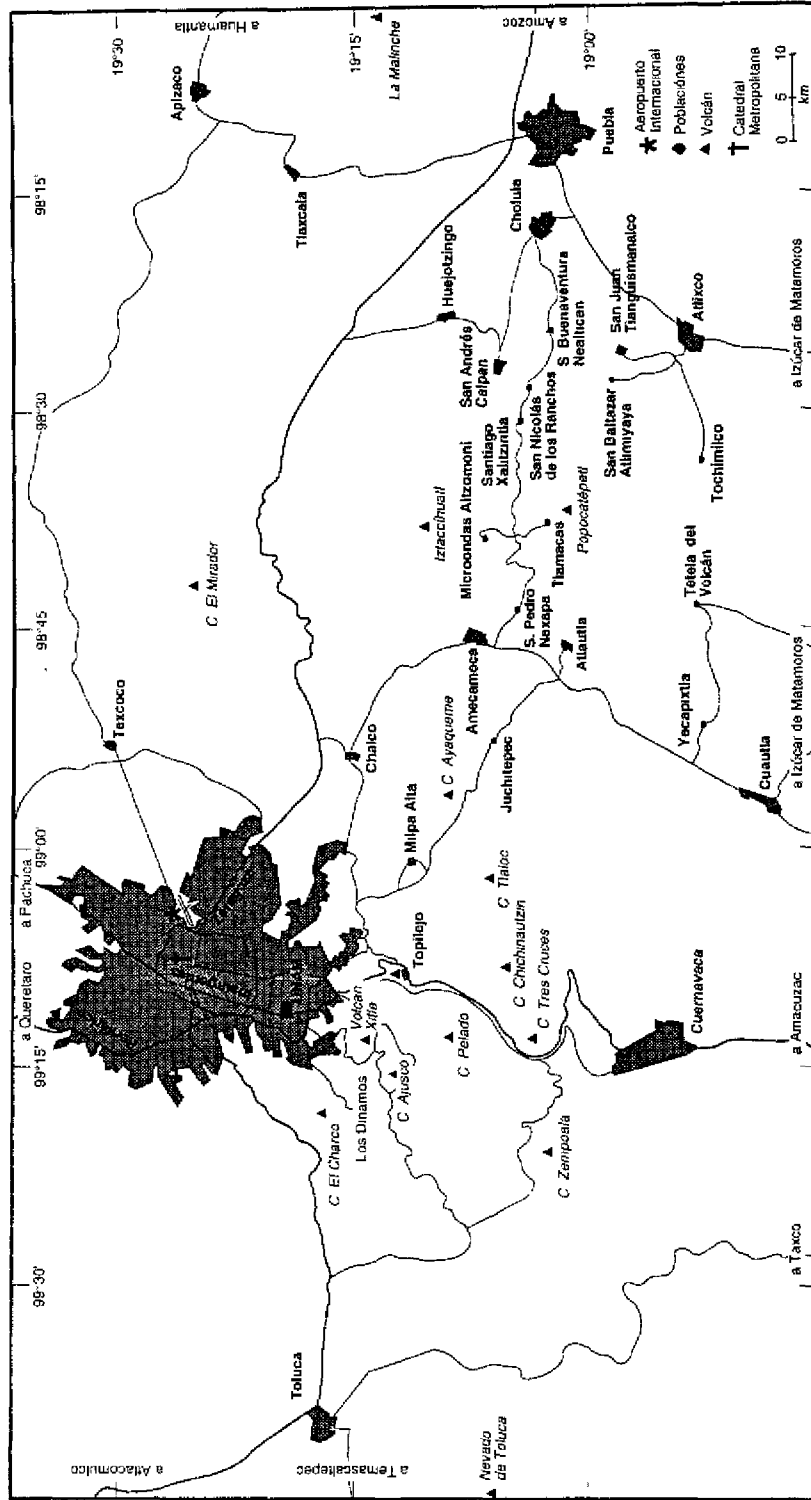 a Atlacomulco
Toluca
a Temascaltepec
Nevado
de Toluca
99°30'
a Taxco
a Querétaro
a Pachuca
99°15'
99°00'
C El Charco
Los Dinamos
Volcan
Xitle
C Ajusco
C Pelado
C Zempoala
C Tres Cruces
C Chichinautzin
C Tlaloc
Topilejo
Milpa Alta
C Ayaqueme
Juchitepec
Cuernavaca
a Amacuzac
Texcoco
Chalco
98°45'
C El Mirador
Amecameca
S. Pedro
Nexapa
Atlautla
Yecapixtla
Cuautla
a Izúcar de Matamoros
Tetela del
Volcán
Iztaccíhuatl
Microondas Altzomoni
Tlamacas
Popocatépetl
98°30'
Santiago
Xalitzintla
San Nicolás
de los Ranchos
San Andrés
Calpan
Huejotzingo
S Buenaventura
Nealtican
Cholula
San Juan
Tianguismanalco
San Baltazar
Atlimiyaya
Tochimilco
Atlixco
a Izúcar de Matamoros
98°15'
Apizaco
Tlaxcala
a Huamantla
19°30'
19°15'
La Malinche
a Amozoc
Puebla
19°00'
Aeropuerto
Internacional
Poblaciónes
Volcán
Catedral
Metropolitana
0 5 10
km